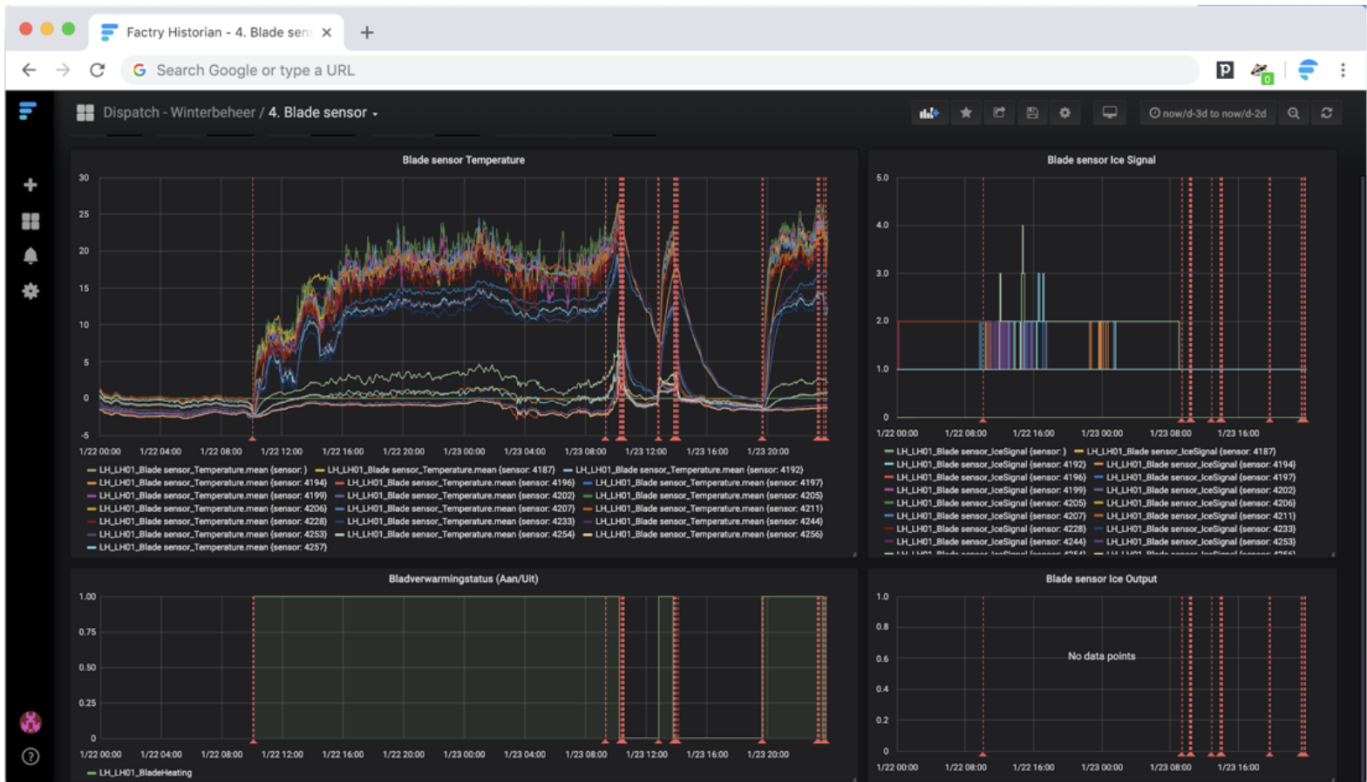 Factry Historian - 4. Blade sen
Search Google or type a URL
0
Dispatch - Winterbeheer / 4. Blade sensor
now/d-3d to now/d-2d
Blade sensor Temperature
30
25
20
15
10
5
0
-5
1/22 00:00 1/22 04:00 1/22 08:00 1/22 12:00 1/22 16:00 1/22 20:00 1/23 00:00 1/23 04:00 1/23 08:00 1/23 12:00 1/23 16:00 1/23 20:00
LH_LH01_Blade sensor_Temperature.mean {sensor: } LH_LH01_Blade sensor_Temperature.mean {sensor: 4187} LH_LH01_Blade sensor_Temperature.mean {sensor: 4192}
LH_LH01_Blade sensor_Temperature.mean {sensor: 4194} LH_LH01_Blade sensor_Temperature.mean {sensor: 4196} LH_LH01_Blade sensor_Temperature.mean {sensor: 4197}
LH_LH01_Blade sensor_Temperature.mean {sensor: 4199} LH_LH01_Blade sensor_Temperature.mean {sensor: 4202} LH_LH01_Blade sensor_Temperature.mean {sensor: 4205}
LH_LH01_Blade sensor_Temperature.mean {sensor: 4206} LH_LH01_Blade sensor_Temperature.mean {sensor: 4207} LH_LH01_Blade sensor_Temperature.mean {sensor: 4211}
LH_LH01_Blade sensor_Temperature.mean {sensor: 4228} LH_LH01_Blade sensor_Temperature.mean {sensor: 4233} LH_LH01_Blade sensor_Temperature.mean {sensor: 4244}
LH_LH01_Blade sensor_Temperature.mean {sensor: 4253} LH_LH01_Blade sensor_Temperature.mean {sensor: 4254} LH_LH01_Blade sensor_Temperature.mean {sensor: 4256}
LH_LH01_Blade sensor_Temperature.mean {sensor: 4257}
Blade sensor Ice Signal
5.0
4.0
3.0
2.0
1.0
0
1/22 00:00 1/22 08:00 1/22 16:00 1/23 00:00 1/23 08:00 1/23 16:00
LH_LH01_Blade sensor_IceSignal {sensor: } LH_LH01_Blade sensor_IceSignal {sensor: 4187}
LH_LH01_Blade sensor_IceSignal {sensor: 4192} LH_LH01_Blade sensor_IceSignal {sensor: 4194}
LH_LH01_Blade sensor_IceSignal {sensor: 4196} LH_LH01_Blade sensor_IceSignal {sensor: 4197}
LH_LH01_Blade sensor_IceSignal {sensor: 4199} LH_LH01_Blade sensor_IceSignal {sensor: 4202}
LH_LH01_Blade sensor_IceSignal {sensor: 4205} LH_LH01_Blade sensor_IceSignal {sensor: 4206}
LH_LH01_Blade sensor_IceSignal {sensor: 4207} LH_LH01_Blade sensor_IceSignal {sensor: 4211}
LH_LH01_Blade sensor_IceSignal {sensor: 4228} LH_LH01_Blade sensor_IceSignal {sensor: 4233}
LH_LH01_Blade sensor_IceSignal {sensor: 4244} LH_LH01_Blade sensor_IceSignal {sensor: 4253}
Bladverwarmingstatus (Aan/Uit)
1.00
0.75
0.50
0.25
0
1/22 00:00 1/22 04:00 1/22 08:00 1/22 12:00 1/22 16:00 1/22 20:00 1/23 00:00 1/23 04:00 1/23 08:00 1/23 12:00 1/23 16:00 1/23 20:00
LH_LH01_BladeHeating
Blade sensor Ice Output
1.0
0.8
0.6
0.4
0.2
0
No data points
1/22 00:00 1/22 08:00 1/22 16:00 1/23 00:00 1/23 08:00 1/23 16:00